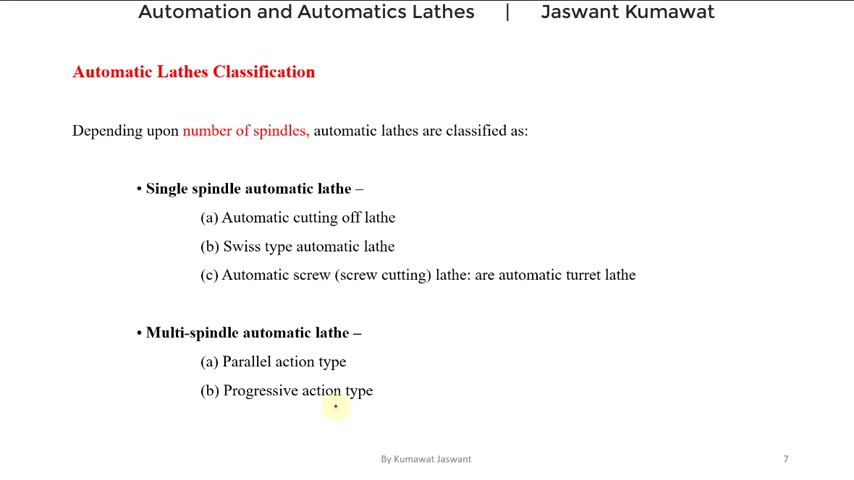 Automation and Automatics Lathes | Jaswant Kumawat
Automatic Lathes Classification
Depending upon number of spindles, automatic lathes are classified as:
• Single spindle automatic lathe –
(a) Automatic cutting off lathe
(b) Swiss type automatic lathe
(c) Automatic screw (screw cutting) lathe: are automatic turret lathe
• Multi-spindle automatic lathe –
(a) Parallel action type
(b) Progressive action type
By Kumawat Jaswant 7